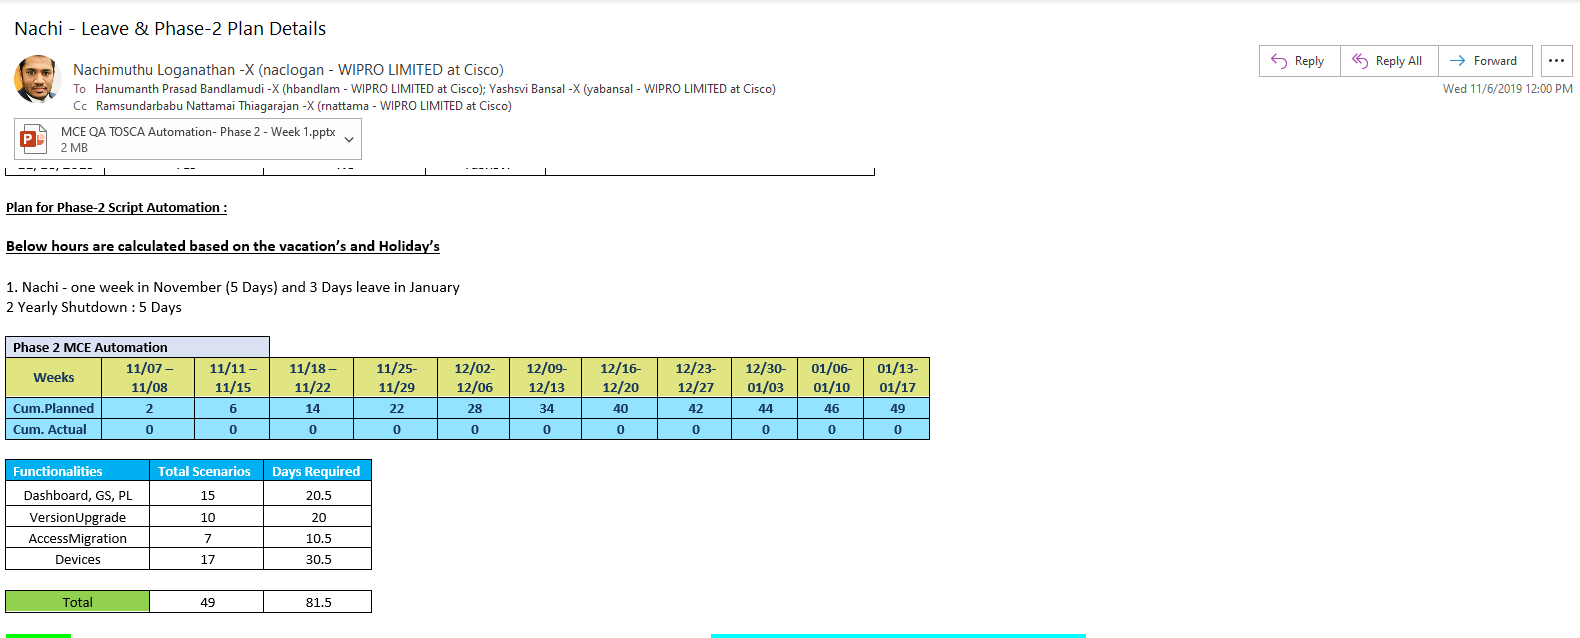 Nachi - Leave & Phase-2 Plan Details
Nachimuthu Loganathan -X (naclogan - WIPRO LIMITED at Cisco)
To Hanumanth Prasad Bandlamudi -X (hbandlam - WIPRO LIMITED at Cisco); Yashsvi Bansal -X (yabansal - WIPRO LIMITED at Cisco)
Cc Ramsundarbabu Nattamai Thiagarajan -X (rnattama - WIPRO LIMITED at Cisco)
Reply Reply All Forward ...
Wed 11/6/2019 12:00 PM
MCE QA TOSCA Automation- Phase 2 - Week 1.pptx
2 MB
Plan for Phase-2 Script Automation :
Below hours are calculated based on the vacation's and Holiday's
1. Nachi - one week in November (5 Days) and 3 Days leave in January
2 Yearly Shutdown : 5 Days
Phase 2 MCE Automation
Weeks 11/07 – 11/08 11/11 – 11/15 11/18 – 11/22 11/25- 11/29 12/02- 12/06 12/09- 12/13 12/16- 12/20 12/23- 12/27 12/30- 01/03 01/06- 01/10 01/13- 01/17
Cum.Planned 2 6 14 22 28 34 40 42 44 46 49
Cum. Actual 0 0 0 0 0 0 0 0 0 0 0
Functionalities Total Scenarios Days Required
Dashboard, GS, PL 15 20.5
VersionUpgrade 10 20
AccessMigration 7 10.5
Devices 17 30.5
Total 49 81.5